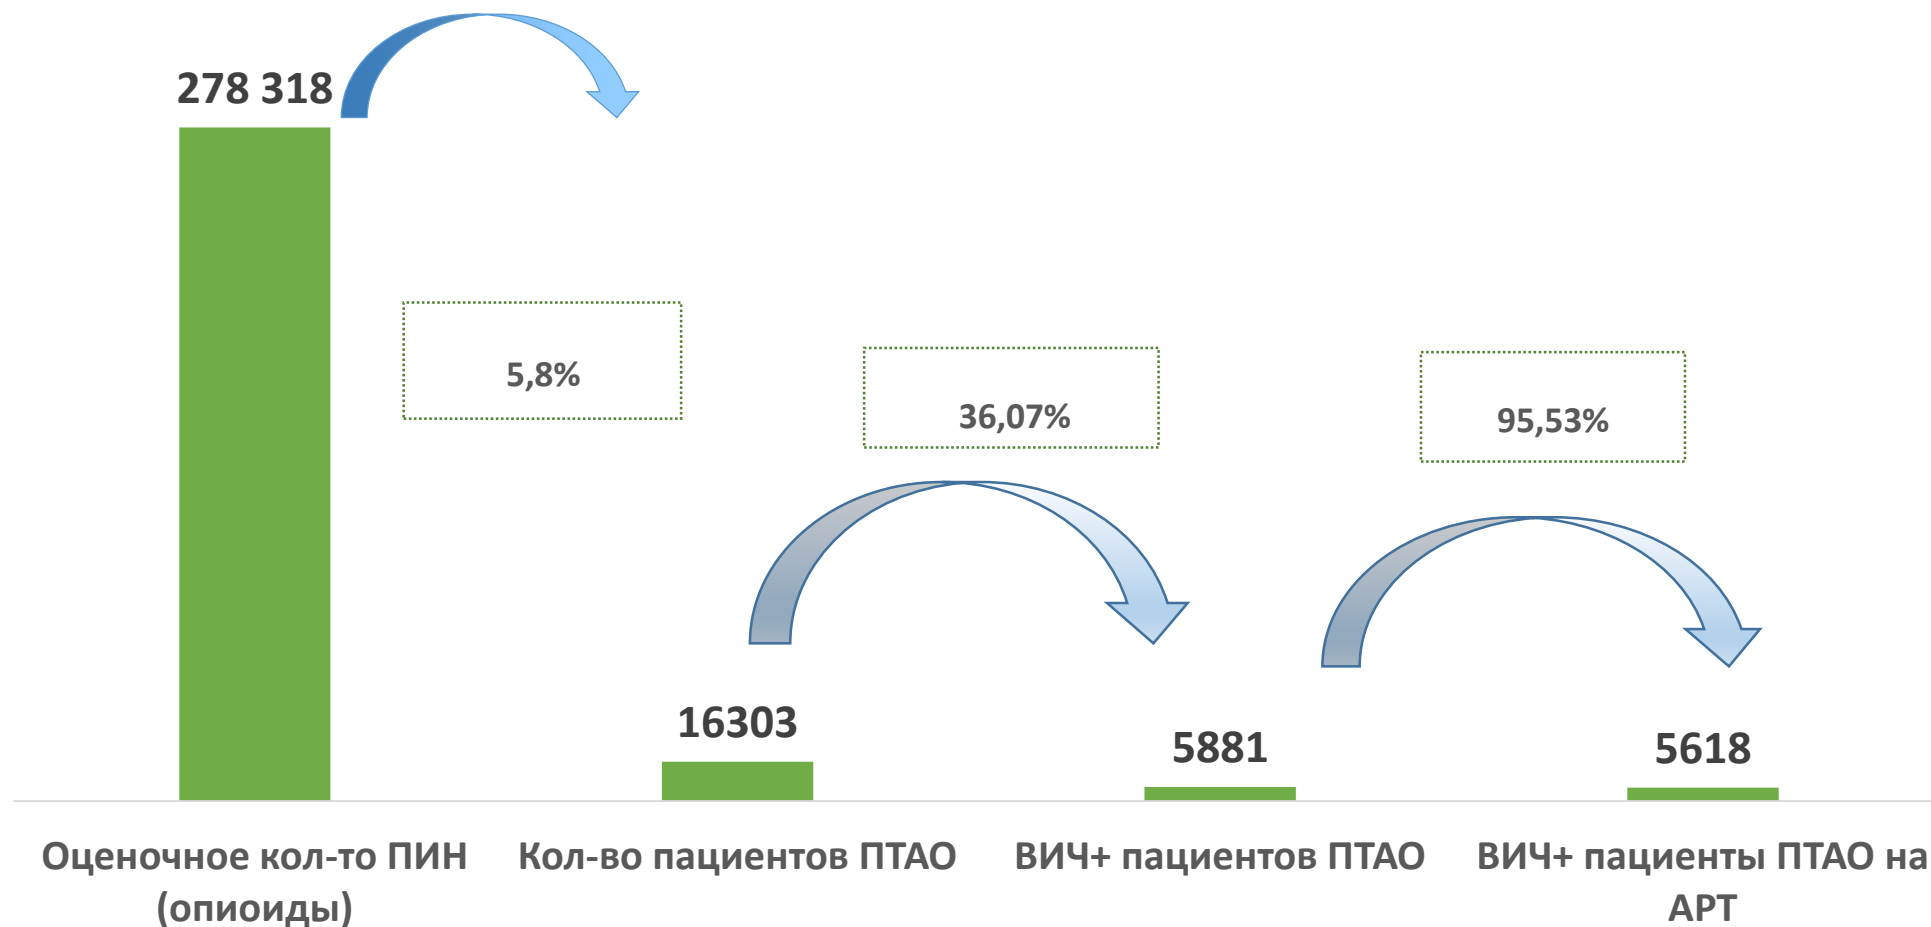 278 318
5,8%
36,07%
95,53%
16303
5881
5618
Оценочное кол-то ПИН
(опиоиды)
Кол-во пациентов ПТАО
ВИЧ+ пациентов ПТАО
ВИЧ+ пациенты ПТАО на
АРТ